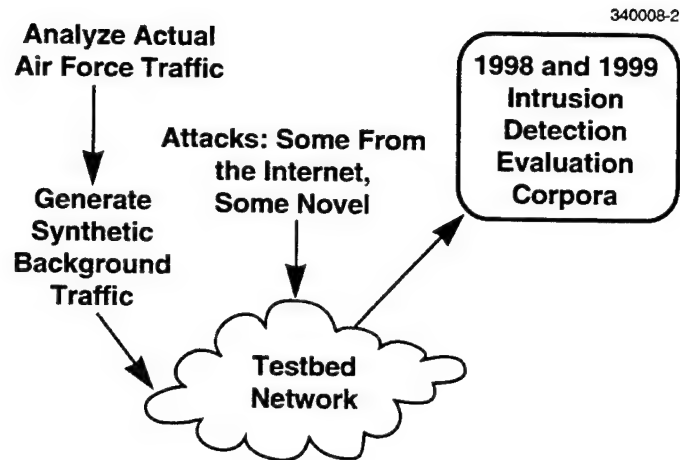 340008-2
Analyze Actual
Air Force Traffic
Generate
Synthetic
Background
Traffic
Attacks: Some From
the Internet,
Some Novel
Testbed
Network
1998 and 1999
Intrusion
Detection
Evaluation
Corpora